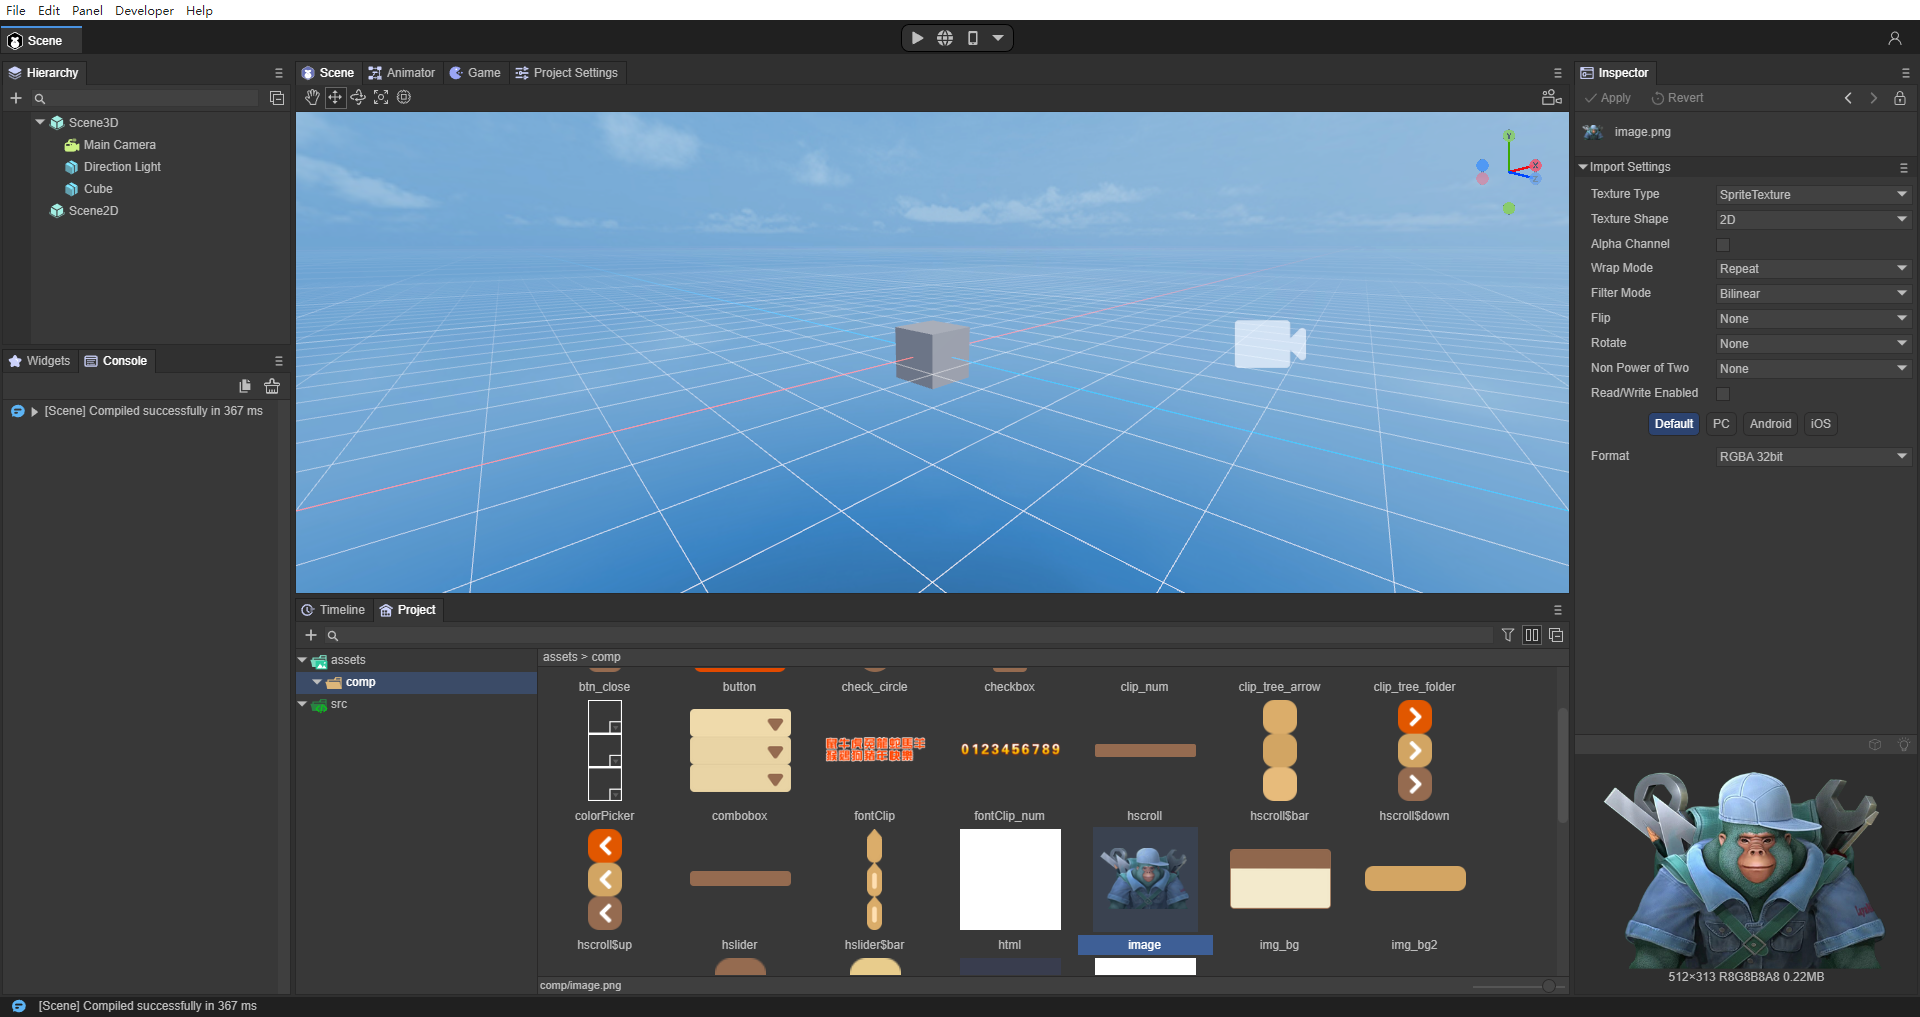 File Edit Panel Developer Help
Scene
Hierarchy
Scene3D
Main Camera
Direction Light
Cube
Scene2D
Widgets Console
[Scene] Compiled successfully in 367 ms
Scene Animator Game Project Settings
Y
X
Z
Timeline Project
assets
comp
src
assets > comp
btn_close button check_circle checkbox clip_num clip_tree_arrow clip_tree_folder
0123456789
colorPicker combobox fontClip fontClip_num hscroll hscroll$bar hscroll$down
hscroll$up hslider hslider$bar html image img_bg img_bg2
comp/image.png
Inspector
Apply Revert
image.png
Import Settings
Texture Type SpriteTexture
Texture Shape 2D
Alpha Channel
Wrap Mode Repeat
Filter Mode Bilinear
Flip None
Rotate None
Non Power of Two None
Read/Write Enabled
Default PC Android iOS
Format RGBA 32bit
512×313 R8G8B8A8 0.22MB
[Scene] Compiled successfully in 367 ms